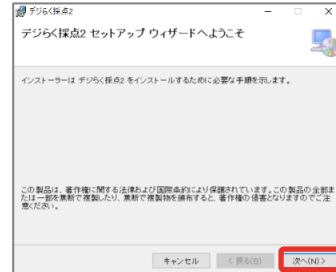 デジらく採点2
デジらく採点2 セットアップ ウィザードへようこそ
インストーラーは デジらく採点2 をインストールするために必要な手順を示します。
この製品は、著作権に関する法律および国際条約により保護されています。この製品の全部ま
たは一部を無断で複製したり、無断で複製物を頒布すると、著作権の侵害となりますのでご注
意ください。
キャンセル
< 戻る(B)
次へ(N) >